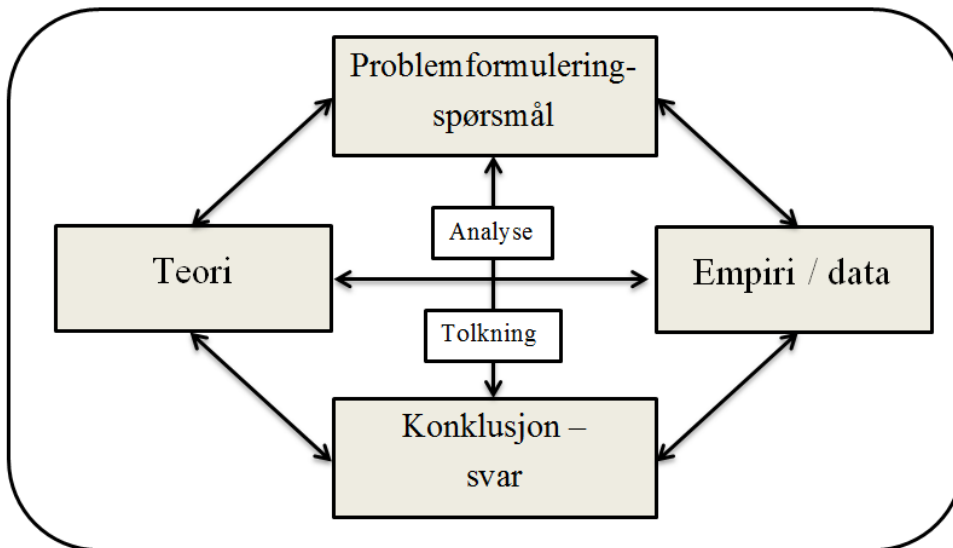 Problemformulering-
spørsmål
Analyse
Teori
Empiri / data
Tolkning
Konklusjon –
svar